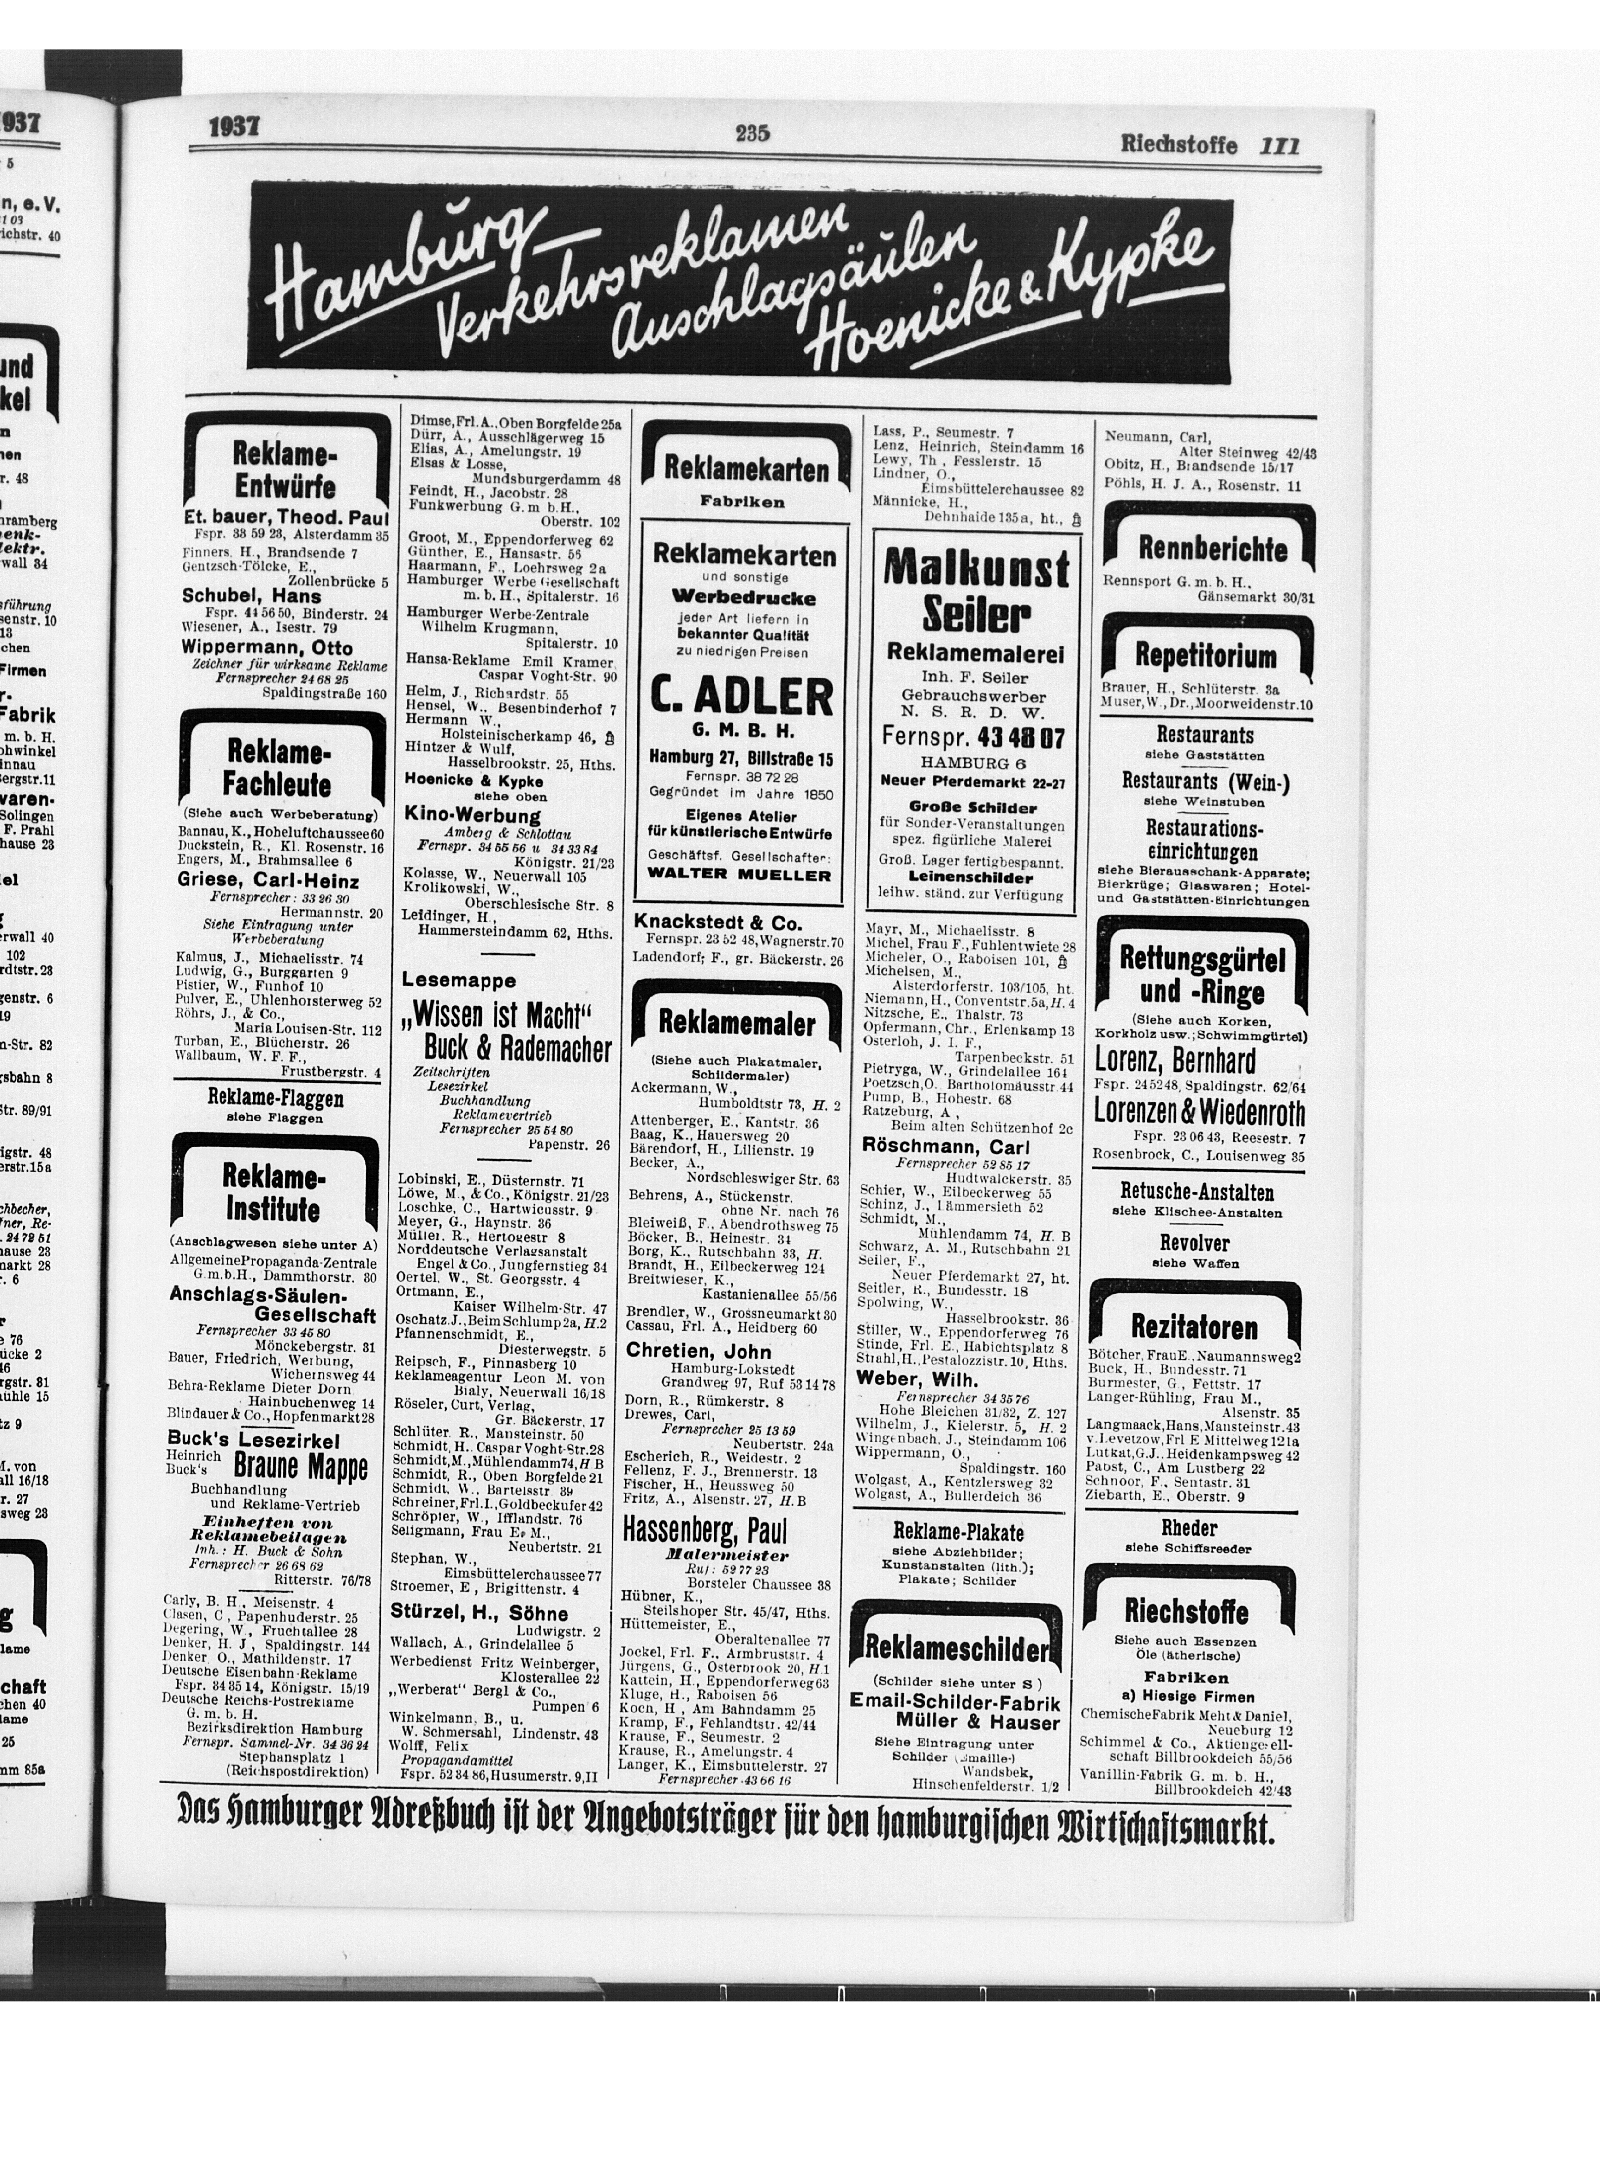 1937
235
Riechstoffe III
Hamburg
Verkehrsreklamen
Anschlagsäulen
Hoenicke & Kypke
Reklame-
Entwürfe
Et. bauer, Theod. Paul
Fspr. 33 59 23, Alsterdamm 35
Finners, H., Brandsende 7
Gentzsch-Tölcke, E.,
Zollenbrücke 5
Schubel, Hans
Fspr. 44 56 50, Binderstr. 24
Wiesener, A., Isestr. 79
Wippermann, Otto
Zeichner für wirksame Reklame
Fernsprecher 24 68 25
Spaldingstraße 160
Reklame-
Fachleute
(Siehe auch Werbeberatung)
Bannau, K., Hoheluftchaussee 60
Duckstein, R., Kl. Rosenstr. 16
Engers, M., Brahmsallee 6
Griese, Carl-Heinz
Fernsprecher: 33 26 30
Hermannstr. 20
Siehe Eintragung unter
Werbeberatung
Kalmus, J., Michaelisstr. 74
Ludwig, G., Burggarten 9
Pistier, W., Funhof 10
Pulver, E., Uhlenhorsterweg 52
Röhrs, J., & Co.,
Maria Louisen-Str. 112
Turban, E., Blücherstr. 26
Wallbaum, W. F. F.,
Frustbergstr. 4
Reklame-Flaggen
siehe Flaggen
Reklame-
Institute
(Anschlagwesen siehe unter A)
Allgemeine Propaganda-Zentrale
G.m.b.H., Dammthorstr. 30
Anschlags-Säulen-
Gesellschaft
Fernsprecher 33 45 80
Mönckebergstr. 31
Bauer, Friedrich, Werbung,
Wichernsweg 44
Behra-Reklame Dieter Dorn
Hainbuchenweg 14
Blindauer & Co., Hopfenmarkt 28
Buck's Lesezirkel
Heinrich
Buck's Braune Mappe
Buchhandlung
und Reklame-Vertrieb
Einheften von
Reklamebeilagen
Inh.: H. Buck & Sohn
Fernsprecher 26 68 62
Ritterstr. 76/78
Carly, B. H., Meisenstr. 4
Clasen, C, Papenhuderstr. 25
Degering, W., Fruchtallee 28
Denker, H. J, Spaldingstr. 144
Denker, O., Mathildenstr. 17
Deutsche Eisenbahn-Reklame
Fspr. 34 35 14, Königstr. 15/19
Deutsche Reichs-Postreklame
G. m. b. H.
Bezirksdirektion Hamburg
Fernspr. Sammel-Nr. 34 36 24
Stephansplatz 1
(Reichspostdirektion)
Dimse, Frl. A., Oben Borgfelde 25a
Dürr, A., Ausschlägerweg 15
Elias, A., Amelungstr. 19
Elsas & Losse,
Mundsburgerdamm 48
Feindt, H., Jacobstr. 28
Funkwerbung G. m b.H.,
Oberstr. 102
Groot, M., Eppendorferweg 62
Günther, E., Hansastr. 56
Haarmann, F., Loehrsweg 2a
Hamburger Werbe Gesellschaft
m. b. H., Spitalerstr. 16
Hamburger Werbe-Zentrale
Wilhelm Krugmann,
Spitalerstr. 10
Hansa-Reklame Emil Kramer,
Caspar Voght-Str. 90
Helm, J., Richardstr. 55
Hensel, W., Besenbinderhof 7
Hermann W.,
Holsteinischerkamp 46,
Hintzer & Wulf,
Hasselbrookstr. 25, Hths.
Hoenicke & Kypke
siehe oben
Kino-Werbung
Amberg & Schlottau
Fernspr. 34 55 56 u 34 33 84
Königstr. 21/23
Kolasse, W., Neuerwall 105
Krolikowski, W.,
Oberschlesische Str. 8
Leidinger, H.,
Hammersteindamm 62, Hths.
Lesemappe
„Wissen ist Macht“
Buck & Rademacher
Zeitschriften
Lesezirkel
Buchhandlung
Reklamevertrieb
Fernsprecher 25 54 80
Papenstr. 26
Lobinski, E., Düsternstr. 71
Löwe, M., & Co., Königstr. 21/23
Loschke, C., Hartwicusstr. 9
Meyer, G., Haynstr. 36
Müller. R., Hertogestr 8
Norddeutsche Verlagsanstalt
Engel & Co., Jungfernstieg 34
Oertel, W., St. Georgsstr. 4
Ortmann, E.,
Kaiser Wilhelm-Str. 47
Oschatz. J., Beim Schlump 2a, H.2
Pfannenschmidt, E.,
Diesterwegstr. 5
Reipsch, F., Pinnasberg 10
Reklameagentur Leon M. von
Bialy, Neuerwall 16/18
Röseler, Curt, Verlag,
Gr. Bäckerstr. 17
Schlüter. R., Mansteinstr. 50
Schmidt, H. Caspar Voght-Str. 28
Schmidt, M., Mühlendamm 74, H B
Schmidt, R., Oben Borgfelde 21
Schmidt, W., Bartelsstr 39
Schreiner, Frl. I., Goldbeckufer 42
Schröpler, W., Ifflandstr. 76
Seligmann, Frau E. M.,
Neubertstr. 21
Stephan, W.,
Eimsbüttelerchaussee 77
Stroemer, E, Brigittenstr. 4
Stürzel, H., Söhne
Ludwigstr. 2
Wallach, A., Grindelallee 5
Werbedienst Fritz Weinberger,
Klosterallee 22
„Werberat“ Bergl & Co.,
Pumpen 6
Winkelmann, B., u.
W. Schmersahl, Lindenstr. 43
Wolff, Felix
Propagandamittel
Fspr. 52 34 86, Husumerstr. 9, II
Reklamekarten
Fabriken
Reklamekarten
und sonstige
Werbedrucke
jeder Art liefern in
bekannter Qualität
zu niedrigen Preisen
C. ADLER
G. M. B. H.
Hamburg 27, Billstraße 15
Fernspr. 38 72 28
Gegründet im Jahre 1850
Eigenes Atelier
für künstlerische Entwürfe
Geschäftsf. Gesellschafter:
WALTER MUELLER
Knackstedt & Co.
Fernspr. 23 52 48, Wagnerstr. 70
Ladendorf; F., gr. Bäckerstr. 26
Reklamemaler
(Siehe auch Plakatmaler,
Schildermaler)
Ackermann, W.,
Humboldtstr 73, H. 2
Attenberger, E., Kantstr. 36
Baag, K., Hauersweg 20
Bärendorf, H., Lilienstr. 19
Becker, A.,
Nordschleswiger Str. 63
Behrens, A., Stückenstr.
ohne Nr. nach 76
Bleiweiß, F., Abendrothsweg 75
Böcker, B., Heinestr. 34
Borg, K., Rutschbahn 33, H.
Brandt, H., Eilbeckerweg 124
Breitwieser, K.,
Kastanienallee 55/56
Brendler, W., Grossneumarkt 30
Cassau, Frl. A., Heidberg 60
Chretien, John
Hamburg-Lokstedt
Grandweg 97, Ruf 53 14 78
Dorn, R., Rümkerstr. 8
Drewes, Carl,
Fernsprecher 25 13 59
Neubertstr. 24a
Escherich, R., Weidestr. 2
Fellenz, F. J., Brennerstr. 13
Fischer, H., Heussweg 50
Fritz, A., Alsenstr. 27, H. B
Hassenberg, Paul
Malermeister
Ruf: 52 77 23
Borsteler Chaussee 38
Hübner, K.,
Steilshoper Str. 45/47, Hths.
Hüttemeister, E.,
Oberaltenallee 77
Jockel, Frl. F., Armbruststr. 4
Jürgens, G., Osterbrook 20, H.1
Kattein, H., Eppendorferweg 63
Kluge, H., Raboisen 56
Koch, H, Am Bahndamm 25
Kramp, F., Fehlandtstr. 42/44
Krause, F., Seumestr. 2
Krause, R., Amelungstr. 4
Langer, K., Eimsbüttelerstr. 27
Fernsprecher 43 66 16
Lass, P., Seumestr. 7
Lenz, Heinrich, Steindamm 16
Lewy, Th, Fesslerstr. 15
Lindner, O.,
Eimsbüttelerchaussee 82
Männicke, H.,
Dehnhaide 135a, ht.,
Malkunst
Seiler
Reklamemalerei
Inh. F. Seiler
Gebrauchswerber
N. S. R. D. W.
Fernspr. 43 48 07
HAMBURG 6
Neuer Pferdemarkt 22-27
Große Schilder
für Sonder-Veranstaltungen
spez. figürliche Malerei
Groß. Lager fertigbespannt.
Leinenschilder
leihw. ständ. zur Verfügung
Mayr, M., Michaelisstr. 8
Michel, Frau F., Fuhlentwiete 28
Micheler, O., Raboisen 101,
Michelsen, M.,
Alsterdorferstr. 103/105, ht.
Niemann, H., Conventstr. 5a, H. 4
Nitzsche, E., Thalstr. 73
Opfermann, Chr., Erlenkamp 13
Osterloh, J. I. F.,
Tarpenbeckstr. 51
Pietryga, W., Grindelallee 164
Poetzsch, O. Bartholomäusstr. 44
Pump, B., Hohestr. 68
Ratzeburg, A,
Beim alten Schützenhof 2c
Röschmann, Carl
Fernsprecher 52 85 17
Hudtwalckerstr. 35
Schier, W., Eilbeckerweg 55
Schinz, J., Lämmersieth 52
Schmidt, M.,
Mühlendamm 74, H. B
Schwarz, A. M., Rutschbahn 21
Seiler, F.,
Neuer Pferdemarkt 27, ht.
Seitler, R., Bundesstr. 18
Spolwing, W.,
Hasselbrookstr. 36
Stiller, W., Eppendorferweg 76
Stinde, Frl. E., Habichtsplatz 8
Strahl, H., Pestalozzistr. 10, Hths.
Weber, Wilh.
Fernsprecher 34 35 76
Hohe Bleichen 31/32, Z. 127
Wilhelm, J., Kielerstr. 5, H. 2
Wingenbach, J., Steindamm 106
Wippermann, O.,
Spaldingstr. 160
Wolgast, A., Kentzlersweg 32
Wolgast, A., Bullerdeich 36
Reklame-Plakate
siehe Abziehbilder;
Kunstanstalten (lith.);
Plakate; Schilder
Reklameschilder
(Schilder siehe unter S)
Email-Schilder-Fabrik
Müller & Hauser
Siehe Eintragung unter
Schilder (Emaille-)
Wandsbek,
Hinschenfelderstr. 1/2
Neumann, Carl,
Alter Steinweg 42/43
Obitz, H., Brandsende 15/17
Pöhls, H. J. A., Rosenstr. 11
Rennberichte
Rennsport G. m. b. H.,
Gänsemarkt 30/31
Repetitorium
Brauer, H., Schlüterstr. 3a
Muser, W., Dr., Moorweidenstr. 10
Restaurants
siehe Gaststätten
Restaurants (Wein-)
siehe Weinstuben
Restaurations-
einrichtungen
siehe Bierausschank-Apparate;
Bierkrüge; Glaswaren; Hotel-
und Gaststätten-Einrichtungen
Rettungsgürtel
und -Ringe
(Siehe auch Korken,
Korkholz usw.; Schwimmgürtel)
Lorenz, Bernhard
Fspr. 24 52 48, Spaldingstr. 62/64
Lorenzen & Wiedenroth
Fspr. 23 06 43, Reesestr. 7
Rosenbrock, C., Louisenweg 35
Retusche-Anstalten
siehe Klischee-Anstalten
Revolver
siehe Waffen
Rezitatoren
Bötcher, Frau E., Naumannsweg 2
Buck, H., Bundesstr. 71
Burmester, G., Fettstr. 17
Langer-Rühling, Frau M.,
Alsenstr. 35
Langmaack, Hans, Mansteinstr. 43
v. Levetzow, Frl E Mittelweg 121a
Lutkat, G. J., Heidenkampsweg 42
Pabst, C., Am Lustberg 22
Schnoor, F., Sentastr. 31
Ziebarth, E., Oberstr. 9
Rheder
siehe Schiffsreeder
Riechstoffe
Siehe auch Essenzen
Öle (ätherische)
Fabriken
a) Hiesige Firmen
Chemische Fabrik Meht & Daniel,
Neueburg 12
Schimmel & Co., Aktiengesell-
schaft Billbrookdeich 55/56
Vanillin-Fabrik G. m. b. H.,
Billbrookdeich 42/43
Das Hamburger Adreßbuch ist der Angebotsträger für den hamburgischen Wirtschaftsmarkt.